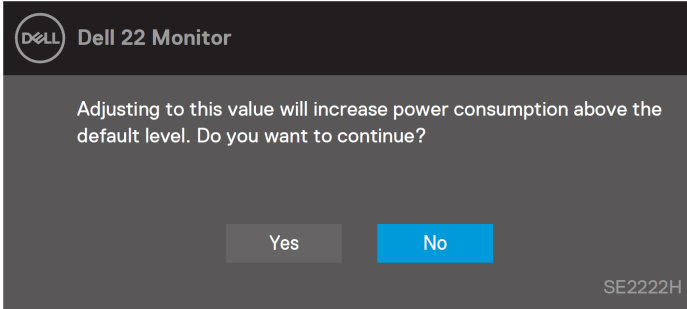 DELL Dell 22 Monitor
Adjusting to this value will increase power consumption above the
default level. Do you want to continue?
Yes No
SE2222H